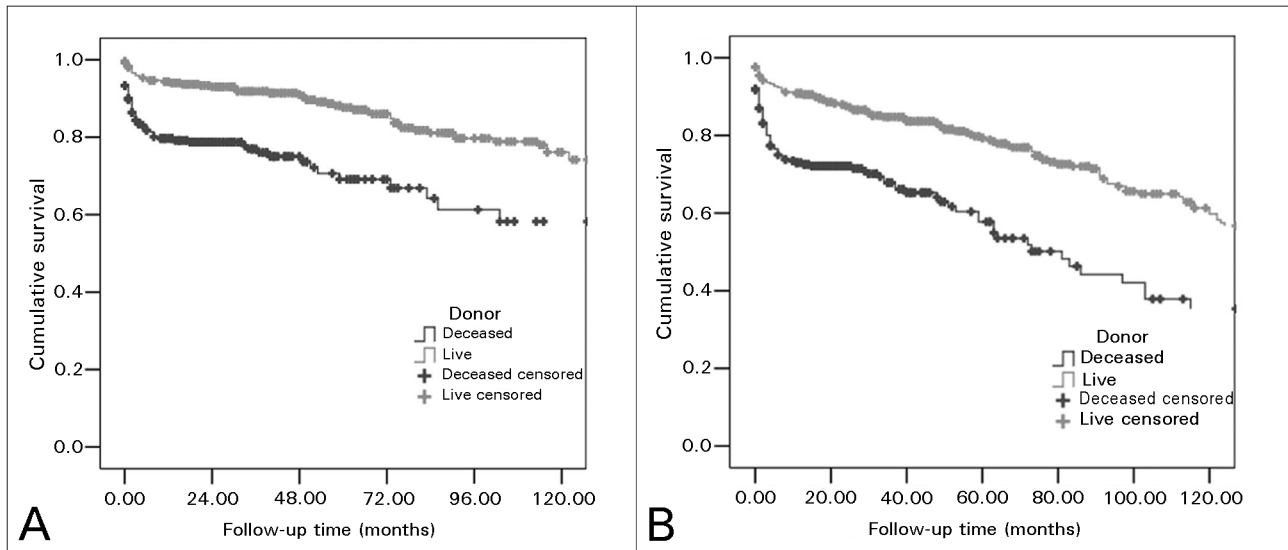 Cumulative survival
1.0
0.8
0.6
0.4
0.2
0.0
Donor
Deceased
Live
Deceased censored
Live censored
0.00 24.00 48.00 72.00 96.00 120.00
Follow-up time (months)
A
Cumulative survival
1.0
0.8
0.6
0.4
0.2
0.0
Donor
Deceased
Live
Deceased censored
Live censored
0.00 20.00 40.00 60.00 80.00 100.00 120.00
Follow-up time (months)
B